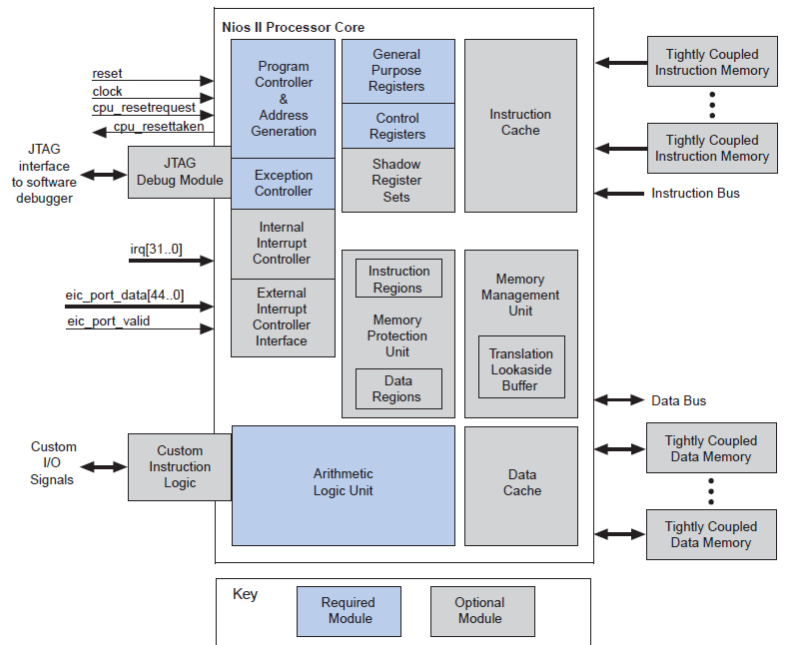 Nios II Processor Core
reset
clock
cpu_resetrequest
cpu_resettaken
JTAG
interface
to software
debugger
JTAG
Debug Module
irq[31..0]
eic_port_data[44..0]
eic_port_valid
Custom
I/O
Signals
Custom
Instruction
Logic
Program
Controller
&
Address
Generation
Exception
Controller
Internal
Interrupt
Controller
External
Interrupt
Controller
Interface
General
Purpose
Registers
Control
Registers
Shadow
Register
Sets
Instruction
Cache
Instruction
Regions
Memory
Protection
Unit
Data
Regions
Memory
Management
Unit
Translation
Lookaside
Buffer
Arithmetic
Logic Unit
Data
Cache
Tightly Coupled
Instruction Memory
Tightly Coupled
Instruction Memory
Instruction Bus
Data Bus
Tightly Coupled
Data Memory
Tightly Coupled
Data Memory
Key
Required
Module
Optional
Module